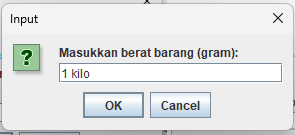 Input
Masukkan berat barang (gram):
1 kilo
OK Cancel